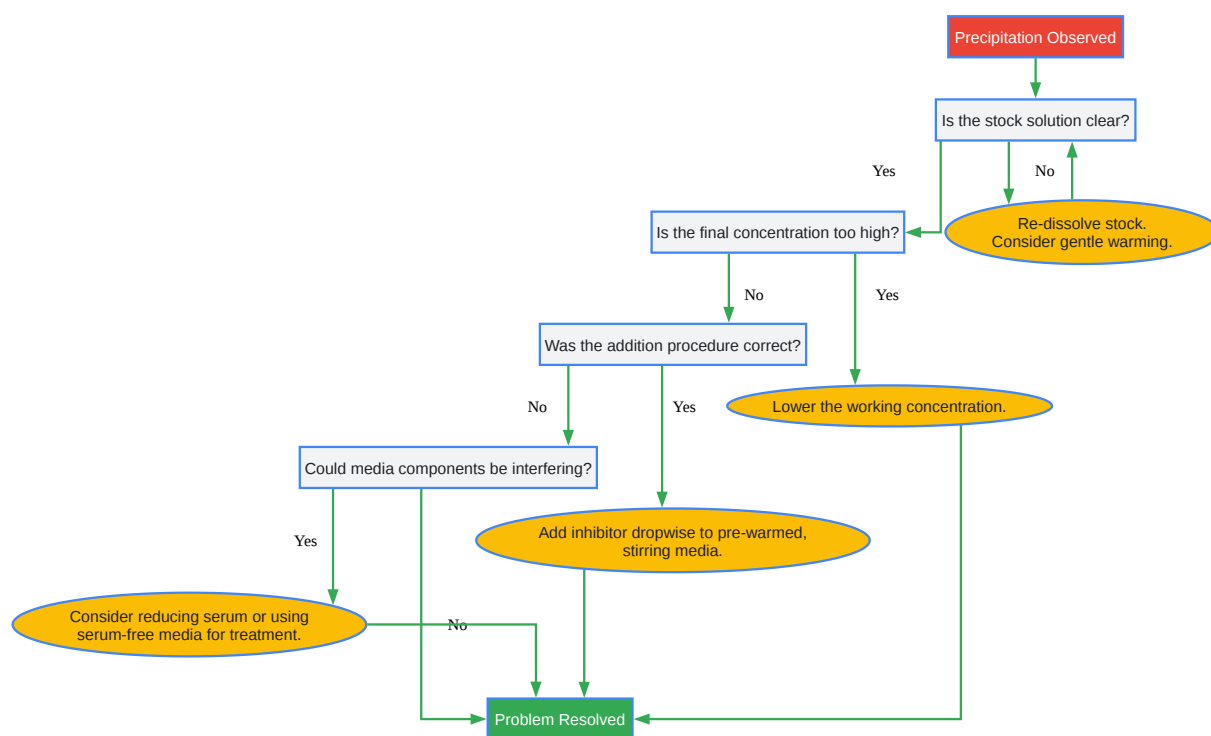 Precipitation Observed
Is the stock solution clear?
Yes
No
Re-dissolve stock.
Consider gentle warming.
Is the final concentration too high?
No
Yes
Was the addition procedure correct?
No
Yes
Lower the working concentration.
Could media components be interfering?
Yes
Add inhibitor dropwise to pre-warmed,
stirring media.
Consider reducing serum or using
serum-free media for treatment.
No
Problem Resolved